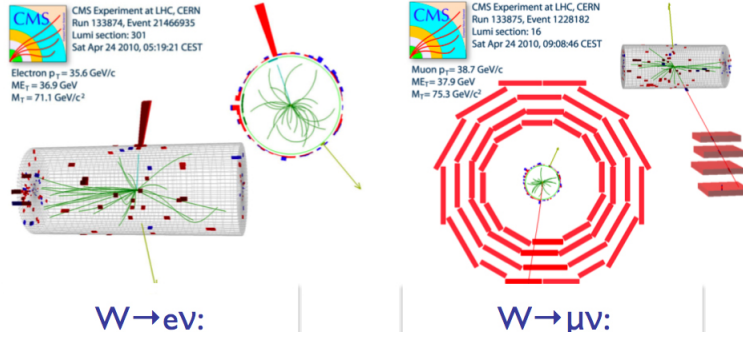 CMS
CMS Experiment at LHC, CERN
Run 133874, Event 21466935
Lumi section: 301
Sat Apr 24 2010, 05:19:21 CEST
Electron pT = 35.6 GeV/c
MET = 36.9 GeV
MT = 71.1 GeV/c²
CMS
CMS Experiment at LHC, CERN
Run 133875, Event 1228182
Lumi section: 16
Sat Apr 24 2010, 09:08:46 CEST
Muon pT = 38.7 GeV/c
MET = 37.9 GeV
MT = 75.3 GeV/c²
W→eν:
W→μν: